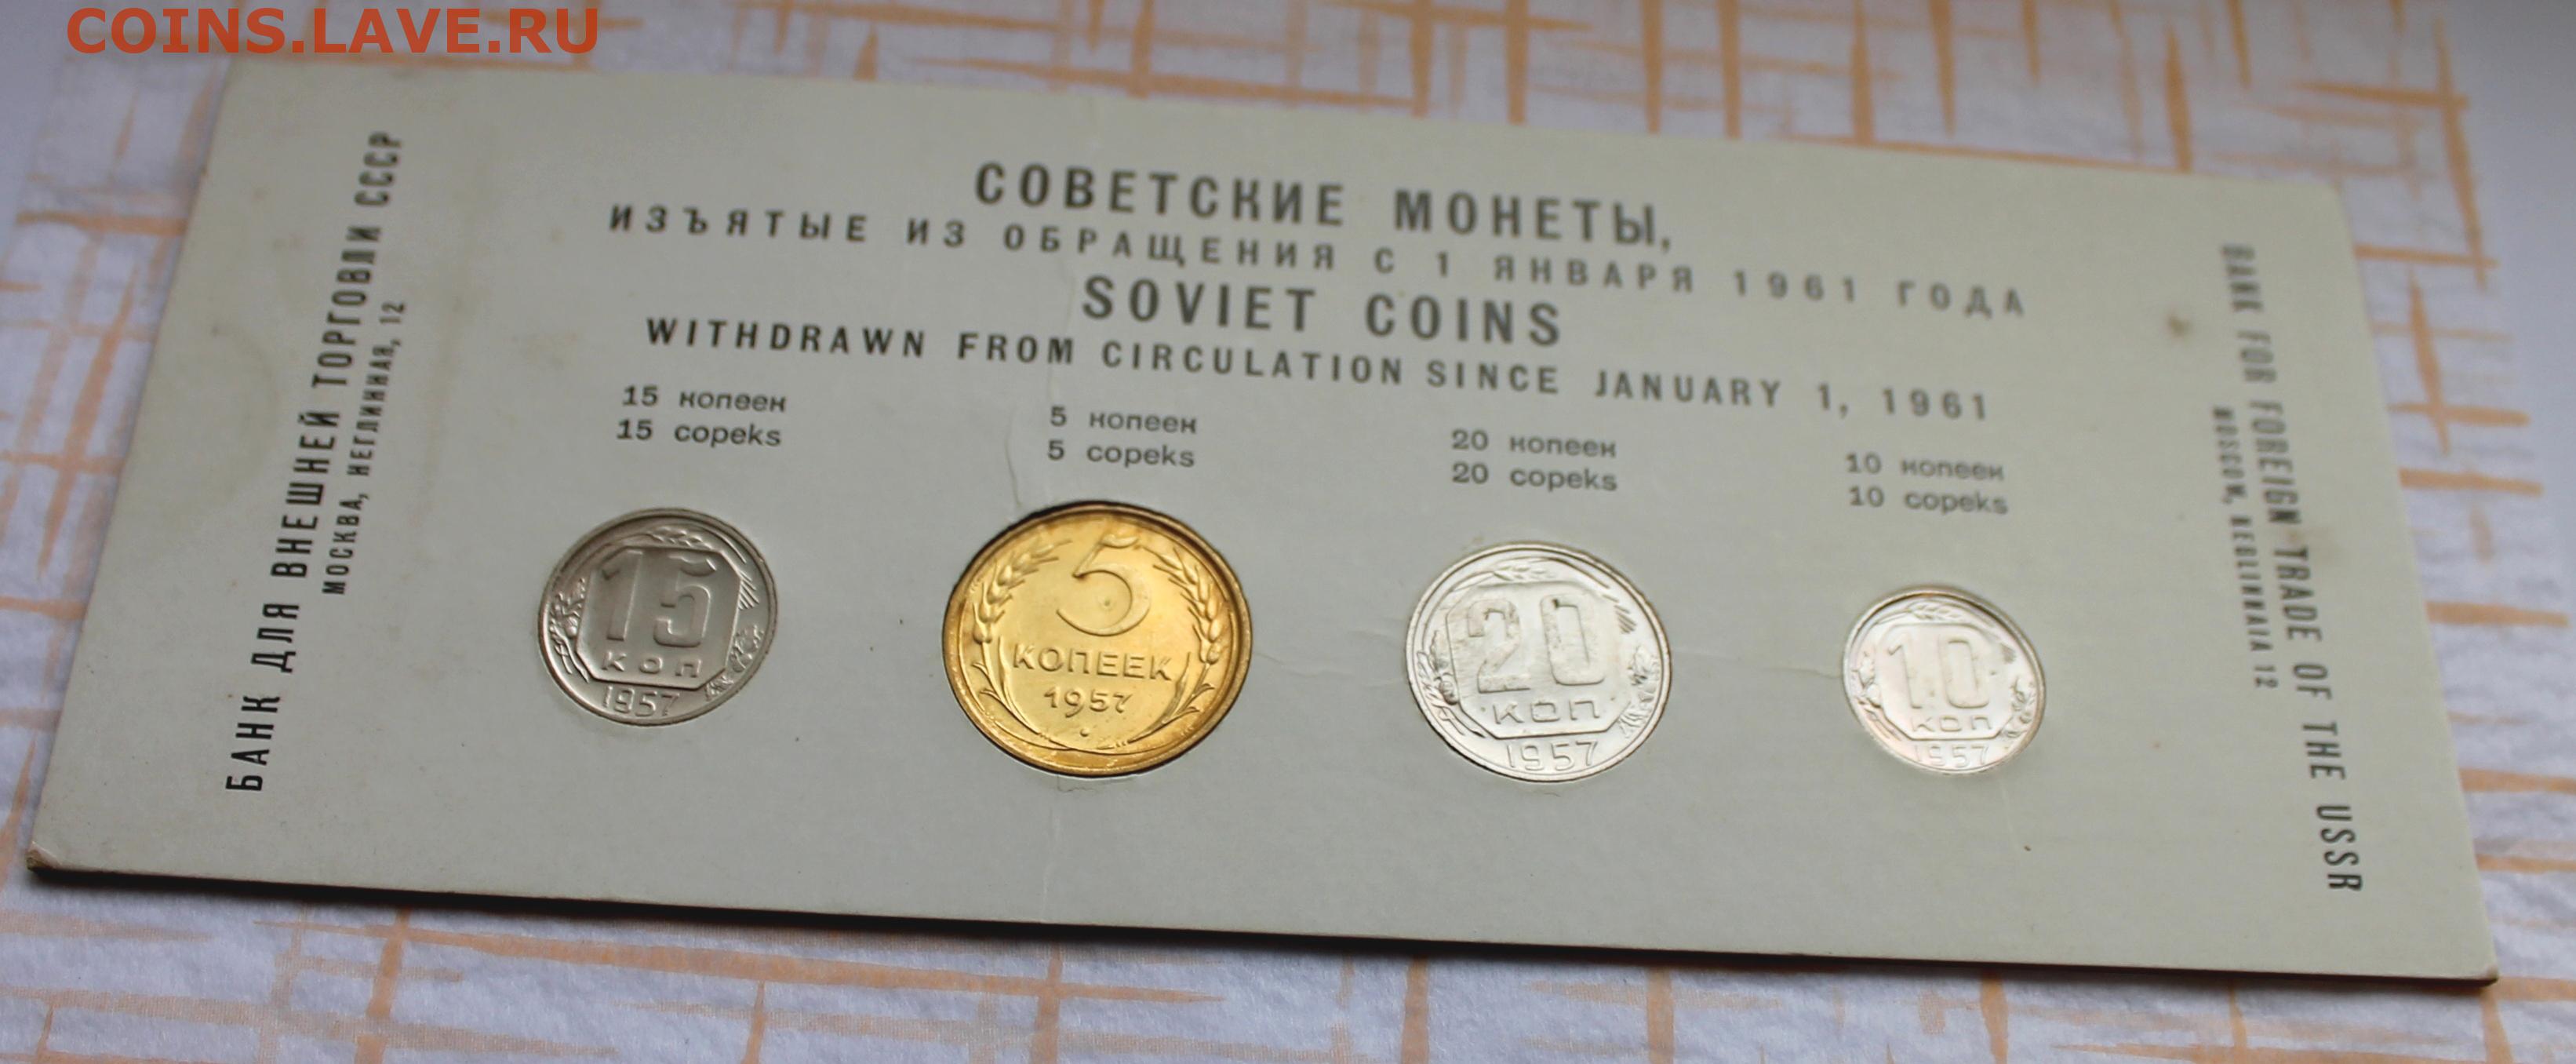 COINS.LAVE.RU
БАНК ДЛЯ ВНЕШНЕЙ ТОРГОВЛИ СССР
МОСКВА, НЕГЛИННАЯ, 12
СОВЕТСКИЕ МОНЕТЫ,
ИЗЪЯТЫЕ ИЗ ОБРАЩЕНИЯ С 1 ЯНВАРЯ 1961 ГОДА
SOVIET COINS
WITHDRAWN FROM CIRCULATION SINCE JANUARY 1, 1961
15 копеек
15 copeks
5 копеек
5 copeks
20 копеек
20 copeks
10 копеек
10 copeks
15
КОП
1957
5
КОПЕЕК
1957
20
КОП
1957
10
КОП
1957
BANK FOR FOREIGN TRADE OF THE USSR
MOSCOW, NEGLINNAIA 12